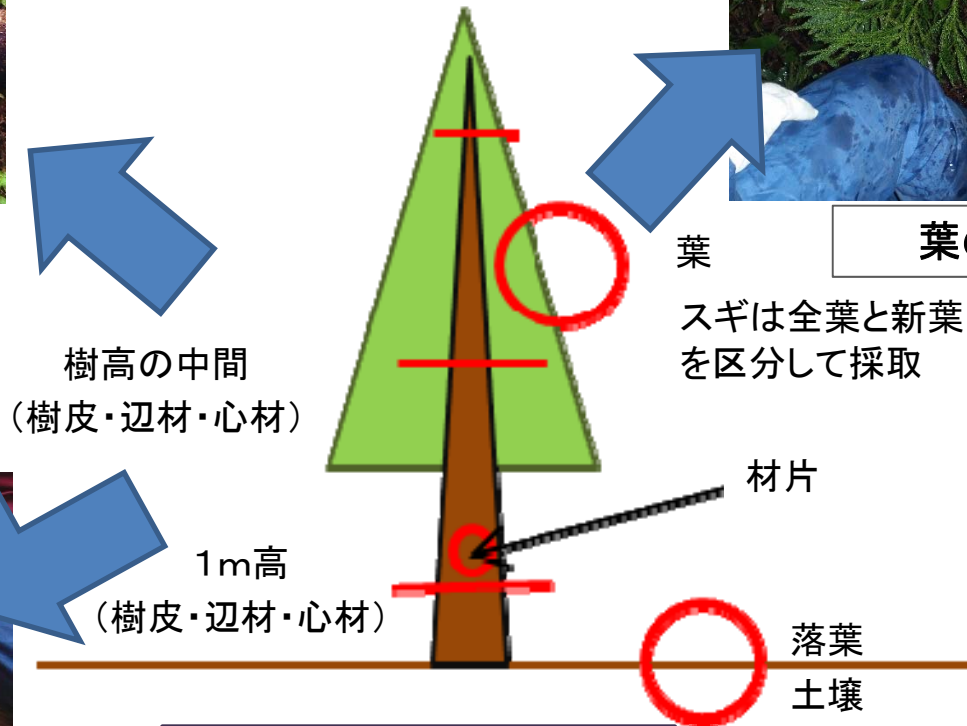 葉
葉の
スギは全葉と新葉
を区分して採取
樹高の中間
（樹皮・辺材・心材）
材片
1m高
（樹皮・辺材・心材）
落葉
土壌